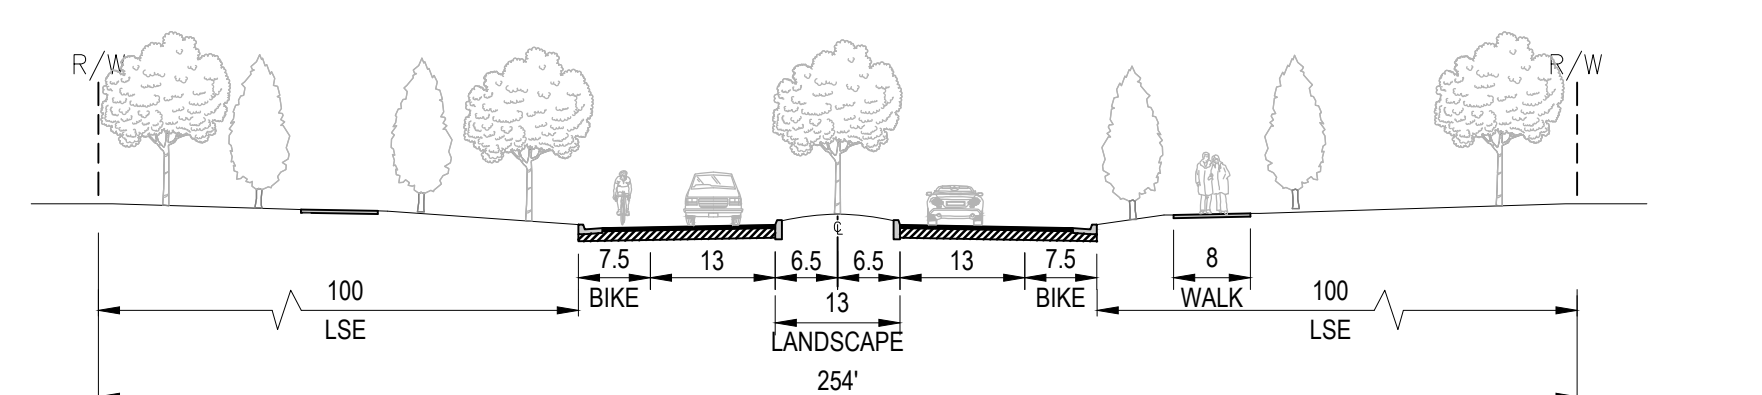 R/W
R/W
℄
7.5
13
6.5
6.5
13
7.5
8
BIKE
BIKE
WALK
100
LSE
13
LANDSCAPE
100
LSE
254'